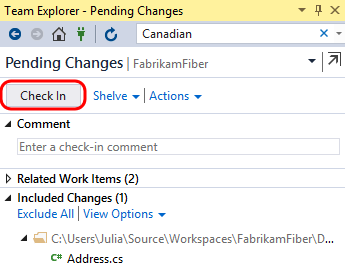 Team Explorer - Pending Changes
Canadian
Pending Changes | FabrikamFiber
Check In Shelve Actions
Comment
Enter a check-in comment
Related Work Items (2)
Included Changes (1)
Exclude All | View Options
C:\Users\Julia\Source\Workspaces\FabrikamFiber\D...
C# Address.cs